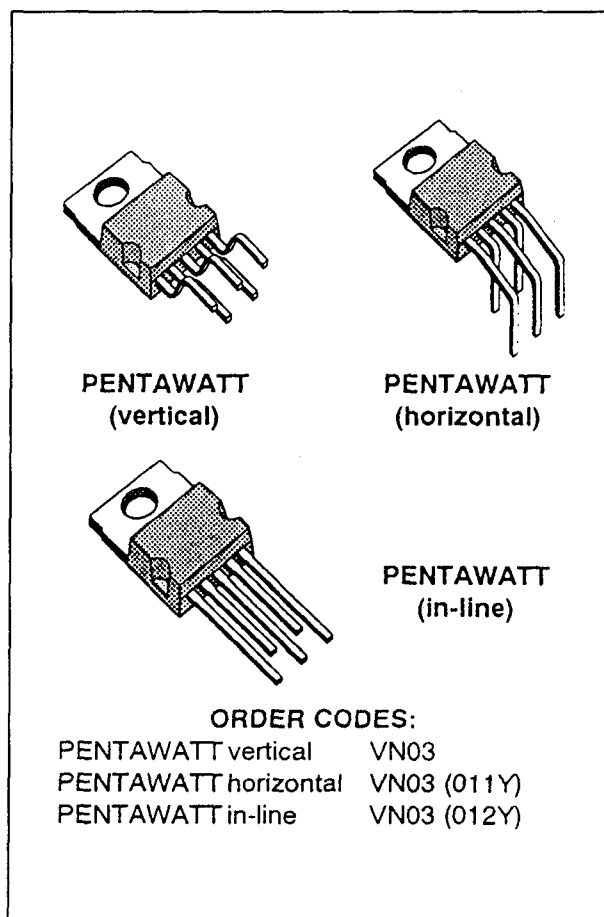 PENTAWATT
(vertical)
PENTAWATT
(horizontal)
PENTAWATT
(in-line)
ORDER CODES:
PENTAWATT vertical VN03
PENTAWATT horizontal VN03 (011Y)
PENTAWATT in-line VN03 (012Y)